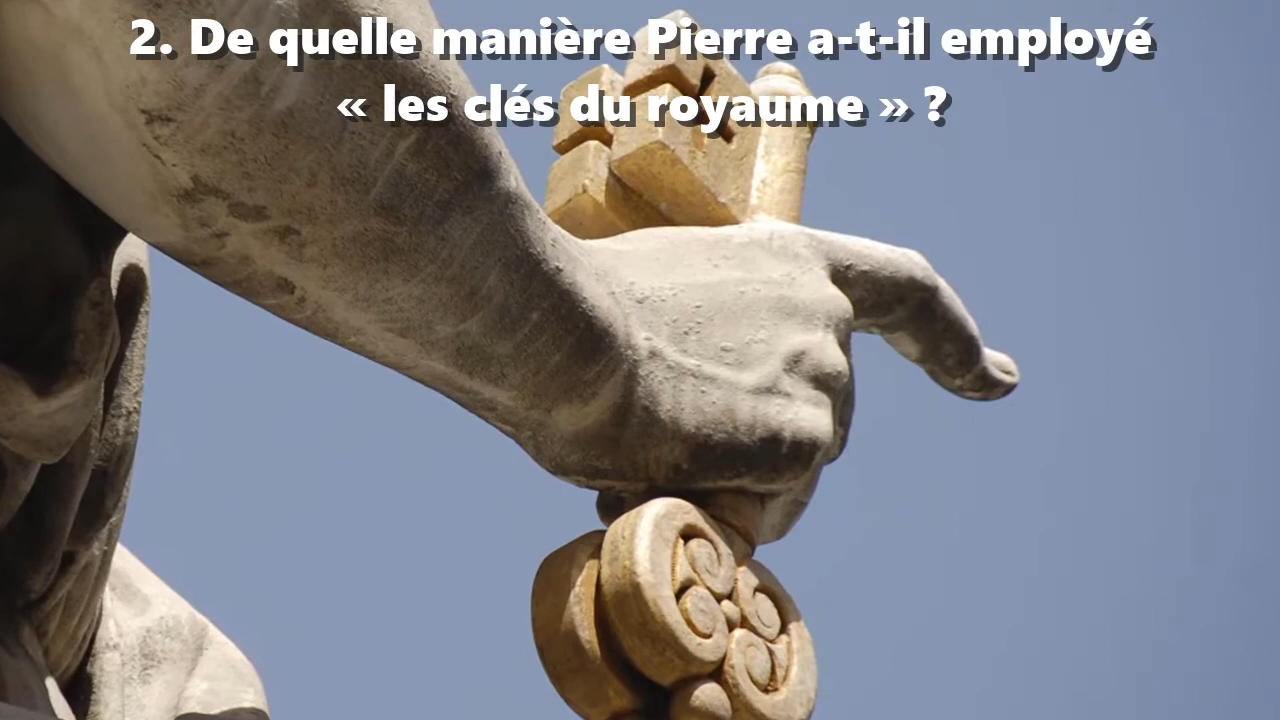 2. De quelle manière Pierre a-t-il employé
« les clés du royaume » ?